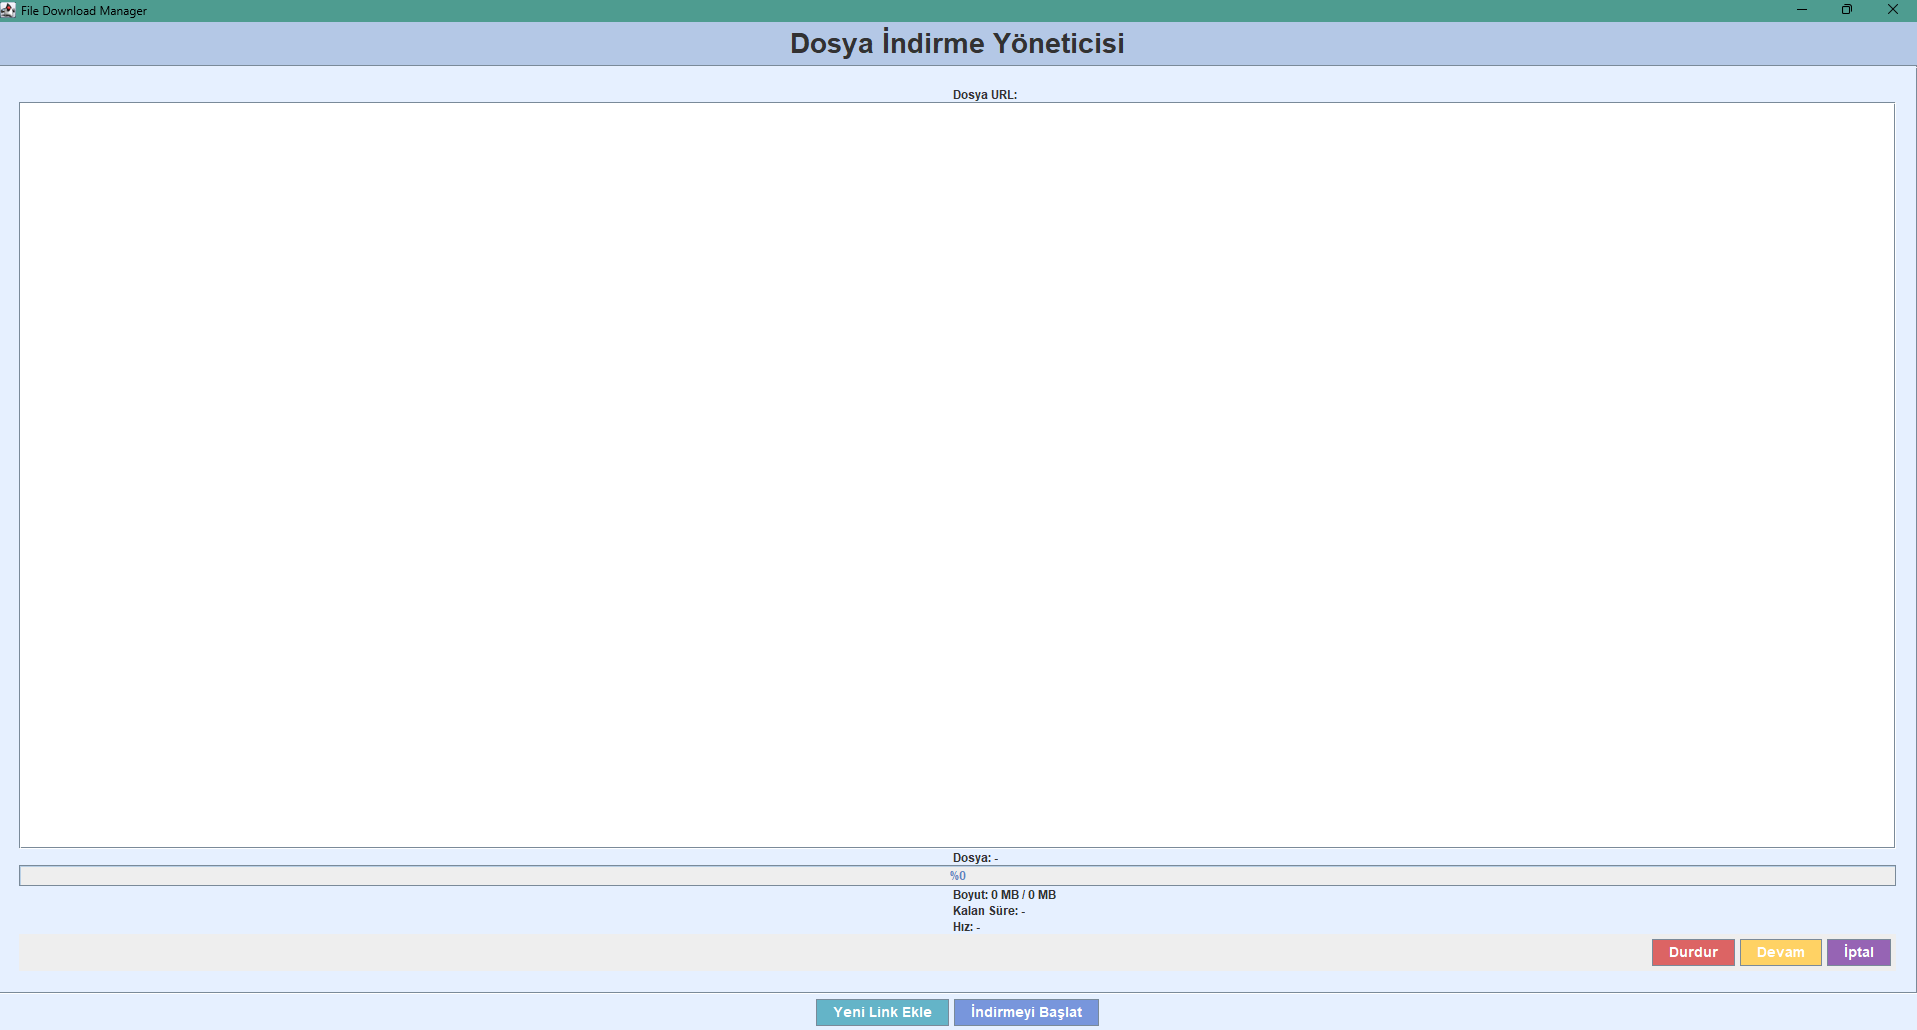 File Download Manager
Dosya İndirme Yöneticisi
Dosya URL:
Dosya: -
%0
Boyut: 0 MB / 0 MB
Kalan Süre: -
Hız: -
Durdur Devam İptal
Yeni Link Ekle İndirmeyi Başlat